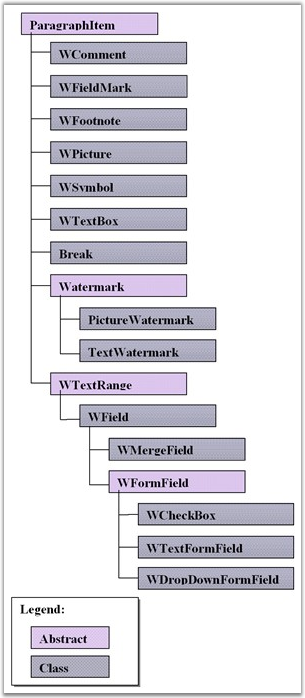 ParagraphItem
WComment
WFieldMark
WFootnote
WPicture
WSymbol
WTextBox
Break
Watermark
PictureWatermark
TextWatermark
WTextRange
WField
WMergeField
WFormField
WCheckBox
WTextFormField
WDropDownFormField
Legend:
Abstract
Class